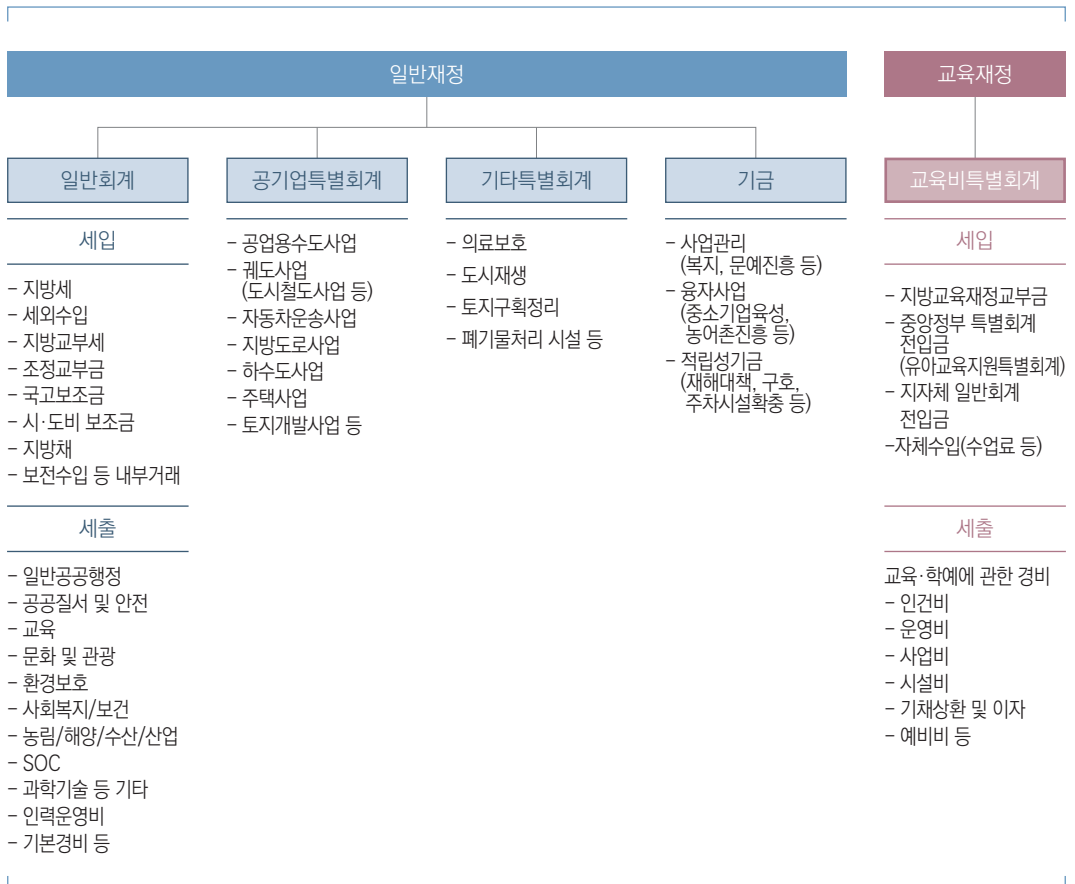 일반재정
교육재정
일반회계
공기업특별회계
기타특별회계
기금
교육비특별회계
세입
- 지방세
- 세외수입
- 지방교부세
- 조정교부금
- 국고보조금
- 시·도비 보조금
- 지방채
- 보전수입 등 내부거래
세출
- 일반공공행정
- 공공질서 및 안전
- 교육
- 문화 및 관광
- 환경보호
- 사회복지/보건
- 농림/해양/수산/산업
- SOC
- 과학기술 등 기타
- 인력운영비
- 기본경비 등
- 공업용수도사업
- 궤도사업
(도시철도사업 등)
- 자동차운송사업
- 지방도로사업
- 하수도사업
- 주택사업
- 토지개발사업 등
- 의료보호
- 도시재생
- 토지구획정리
- 폐기물처리 시설 등
- 사업관리
(복지, 문예진흥 등)
- 융자사업
(중소기업육성,
농어촌진흥 등)
- 적립성기금
(재해대책, 구호,
주차시설확충 등)
세입
- 지방교육재정교부금
- 중앙정부 특별회계
전입금
(유아교육지원특별회계)
- 지자체 일반회계
전입금
-자체수입(수업료 등)
세출
교육·학예에 관한 경비
- 인건비
- 운영비
- 사업비
- 시설비
- 기채상환 및 이자
- 예비비 등